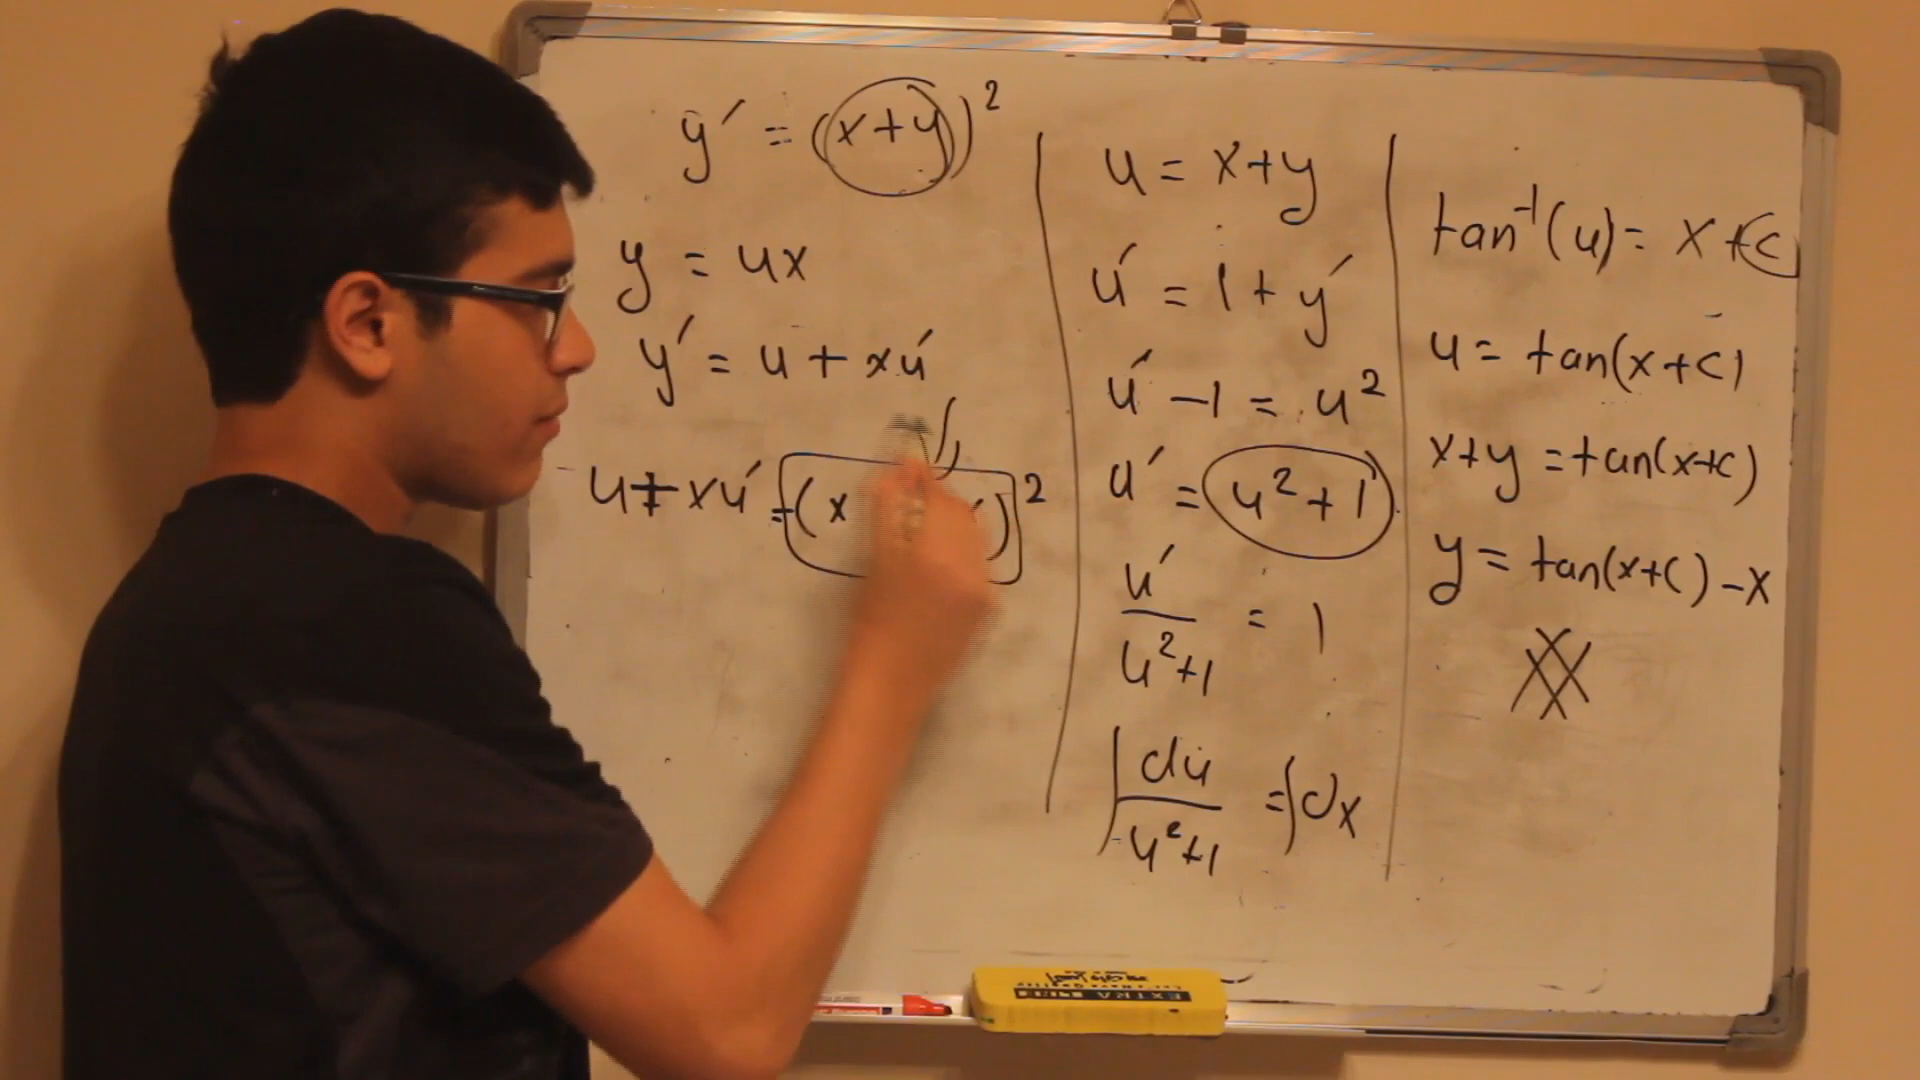 y′ = (x+y)²
y = ux
y′ = u + xu′
u + xu′ = (x )²
u = x+y
u′ = 1 + y′
u′ − 1 = u²
u′ = u² + 1
u′/u²+1 = 1
∫ du/u²+1 = ∫ dx
tan⁻¹(u) = x + c
u = tan(x+c)
x+y = tan(x+c)
y = tan(x+c) − x
EXTRA